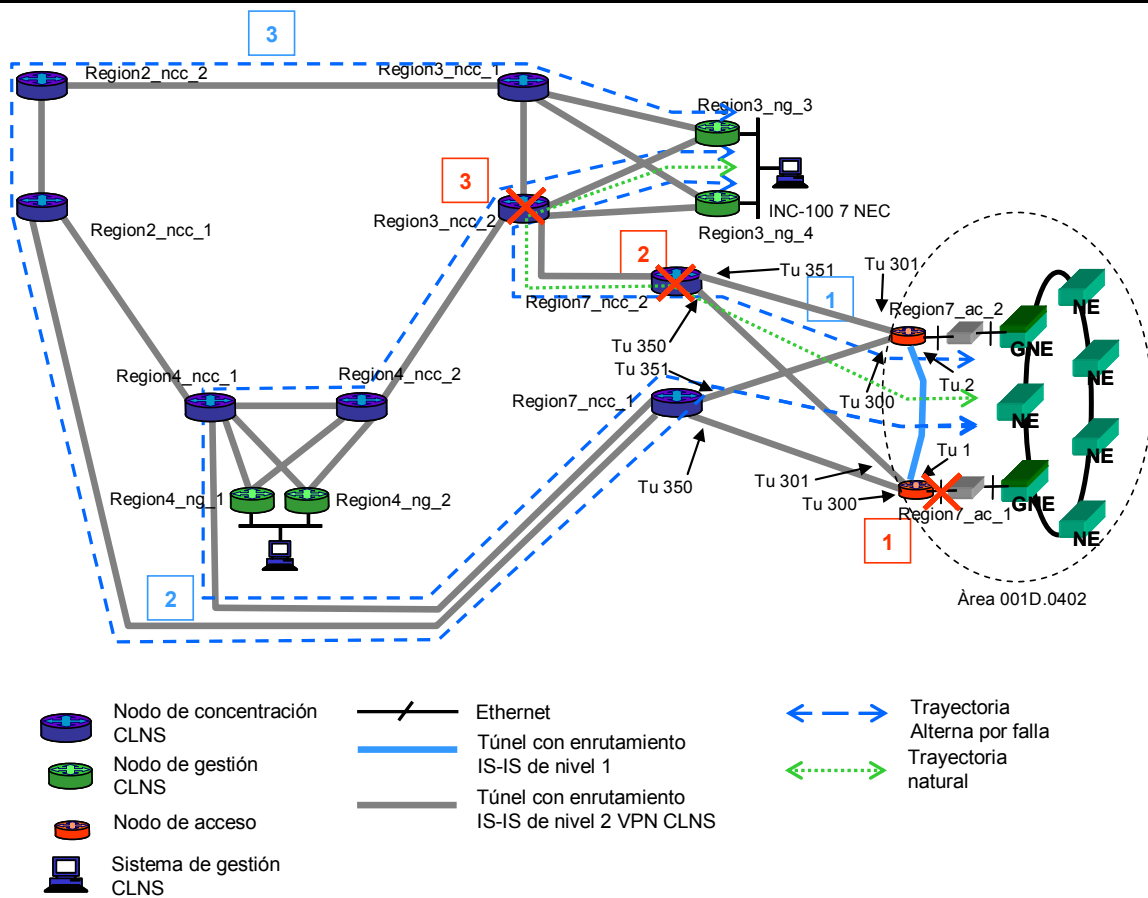 3
Region2_ncc_2
Region3_ncc_1
Region3_ng_3
3
INC-100 7 NEC
Region3_ncc_2
Region3_ng_4
Region2_ncc_1
2
Tu 351
Tu 301
1
Region7_ncc_2
Region7_ac_2
NE
GNE
Tu 350
Tu 351
Tu 2
NE
Region4_ncc_1
Region4_ncc_2
Region7_ncc_1
Tu 300
NE
Tu 1
NE
Tu 350
Tu 301
Tu 300
Region4_ng_1
Region4_ng_2
Region7_ac_1
GNE
NE
1
2
Àrea 001D.0402
Nodo de concentración
CLNS
Nodo de gestión
CLNS
Nodo de acceso
Sistema de gestión
CLNS
Ethernet
Túnel con enrutamiento
IS-IS de nivel 1
Túnel con enrutamiento
IS-IS de nivel 2 VPN CLNS
Trayectoria
Alterna por falla
Trayectoria
natural